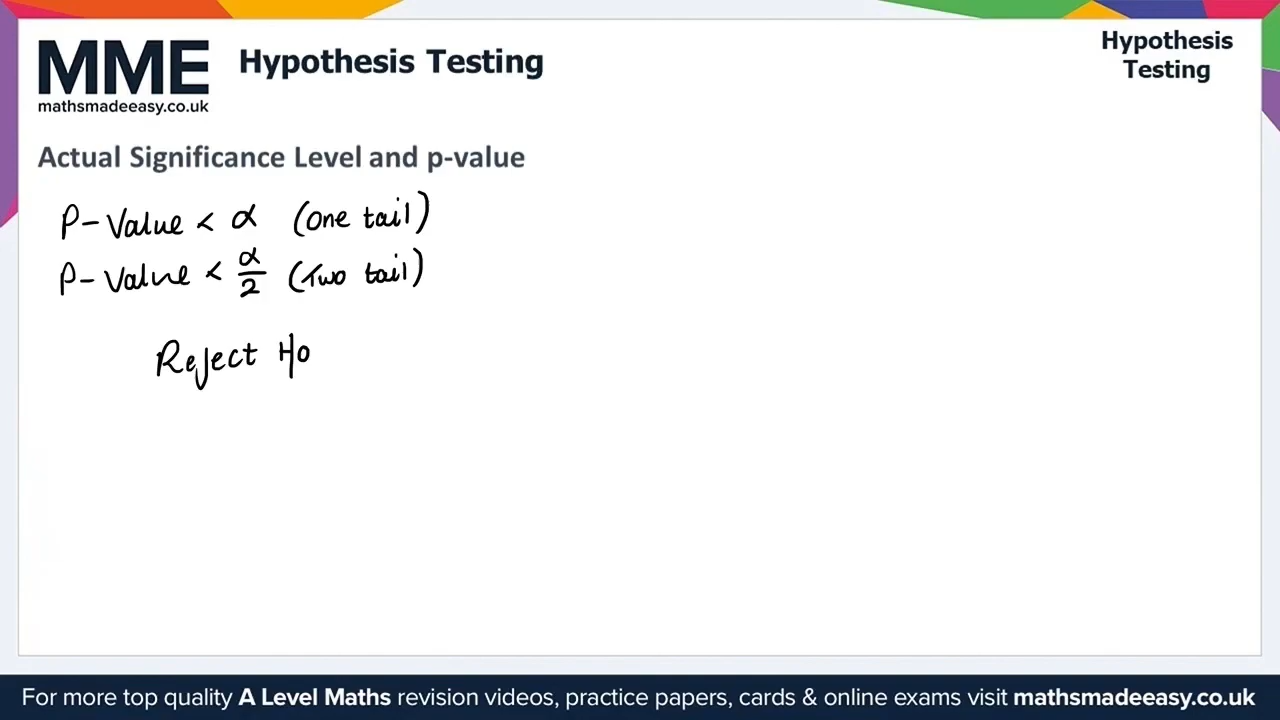 MME
mathsmadeeasy.co.uk
Hypothesis Testing
Hypothesis
Testing
Actual Significance Level and p-value
P-Value < α (One tail)
P-Value < α/2 (Two tail)
Reject H0
For more top quality A Level Maths revision videos, practice papers, cards & online exams visit mathsmadeeasy.co.uk